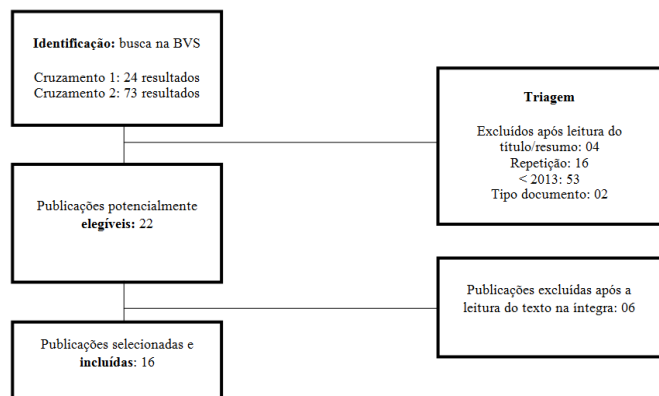 Identificação: busca na BVS
Cruzamento 1: 24 resultados
Cruzamento 2: 73 resultados
Triagem
Excluídos após leitura do
título/resumo: 04
Repetição: 16
< 2013: 53
Tipo documento: 02
Publicações potencialmente
elegíveis: 22
Publicações excluídas após a
leitura do texto na íntegra: 06
Publicações selecionadas e
incluídas: 16